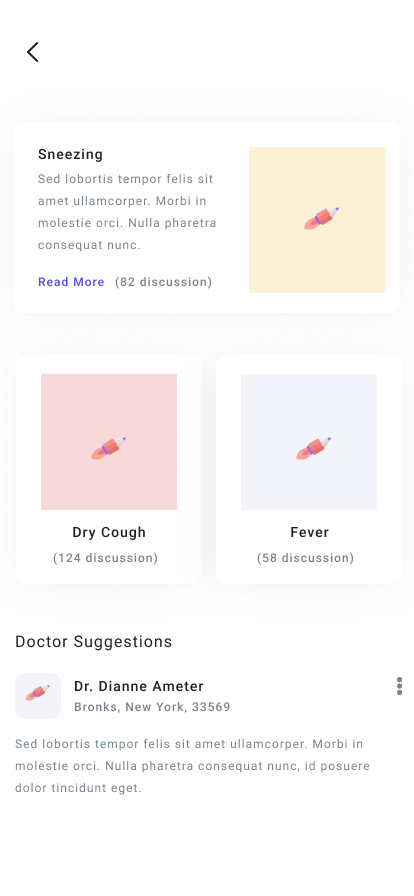 Sneezing
Sed lobortis tempor felis sit
amet ullamcorper. Morbi in
molestie orci. Nulla pharetra
consequat nunc.
Read More (82 discussion)
Dry Cough
(124 discussion)
Fever
(58 discussion)
Doctor Suggestions
Dr. Dianne Ameter
Bronks, New York, 33569
Sed lobortis tempor felis sit amet ullamcorper. Morbi in
molestie orci. Nulla pharetra consequat nunc, id posuere
dolor tincidunt eget.